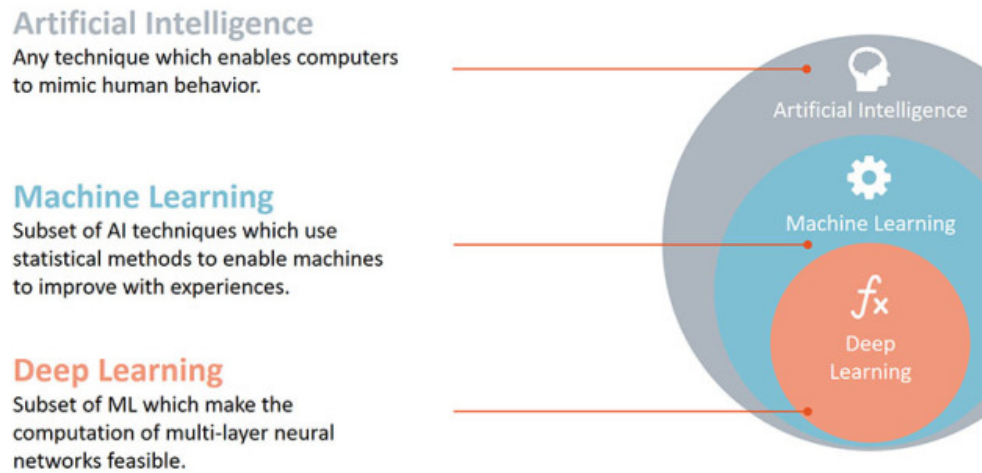 Artificial Intelligence
Any technique which enables computers
to mimic human behavior.
Machine Learning
Subset of AI techniques which use
statistical methods to enable machines
to improve with experiences.
Deep Learning
Subset of ML which make the
computation of multi-layer neural
networks feasible.
Artificial Intelligence
Machine Learning
fx
Deep
Learning